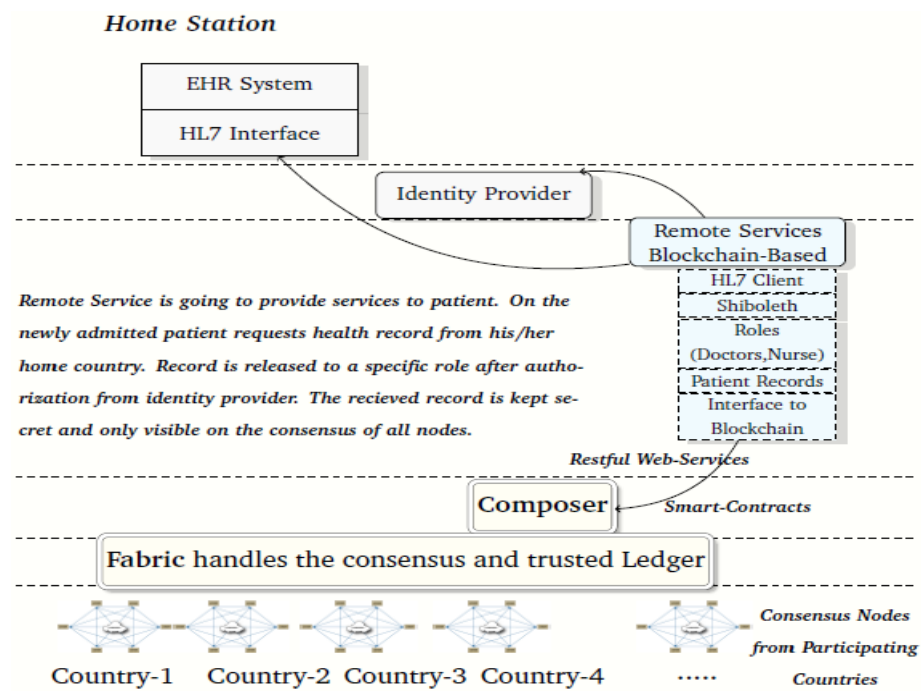 Home Station
EHR System
HL7 Interface
Identity Provider
Remote Services
Blockchain-Based
HL7 Client
Shiboleth
Roles
(Doctors,Nurse)
Patient Records
Interface to
Blockchain
Remote Service is going to provide services to patient. On the
newly admitted patient requests health record from his/her
home country. Record is released to a specific role after autho-
rization from identity provider. The recieved record is kept se-
cret and only visible on the consensus of all nodes.
Restful Web-Services
Composer
Smart-Contracts
Fabric handles the consensus and trusted Ledger
Country-1
Country-2
Country-3
Country-4
.....
Consensus Nodes
from Participating
Countries